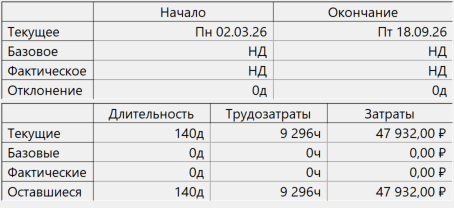 Начало Окончание
Текущее Пн 02.03.26 Пт 18.09.26
Базовое НД НД
Фактическое НД НД
Отклонение 0д 0д
Длительность Трудозатраты Затраты
Текущие 140д 9 296ч 47 932,00 ₽
Базовые 0д 0ч 0,00 ₽
Фактические 0д 0ч 0,00 ₽
Оставшиеся 140д 9 296ч 47 932,00 ₽